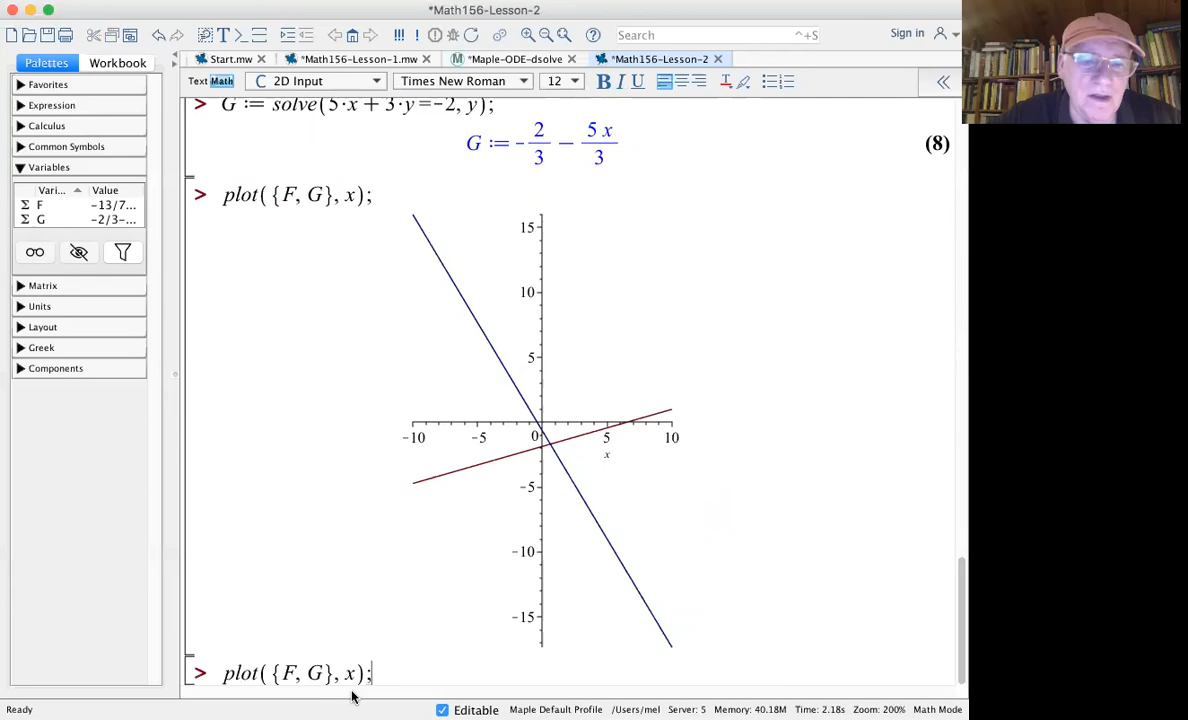 *Math156-Lesson-2
Search
^+S
Sign in
Start.mw
*Math156-Lesson-1.mw
*Maple-ODE-dsolve
*Math156-Lesson-2
Palettes
Workbook
Text Math
C 2D Input
Times New Roman
12
B I U
Favorites
Expression
Calculus
Common Symbols
Variables
Vari... Value
Σ F -13/7...
Σ G -2/3-...
Matrix
Units
Layout
Greek
Components
> G := solve(5·x + 3·y = -2, y);
G := -2/3 - 5 x/3 (8)
> plot({F, G}, x);
15
10
5
-10 -5 0 5 10
x
-5
-10
-15
> plot({F, G}, x);
Ready
Editable
Maple Default Profile
/Users/mel
Server: 5
Memory: 40.18M
Time: 2.18s
Zoom: 200%
Math Mode